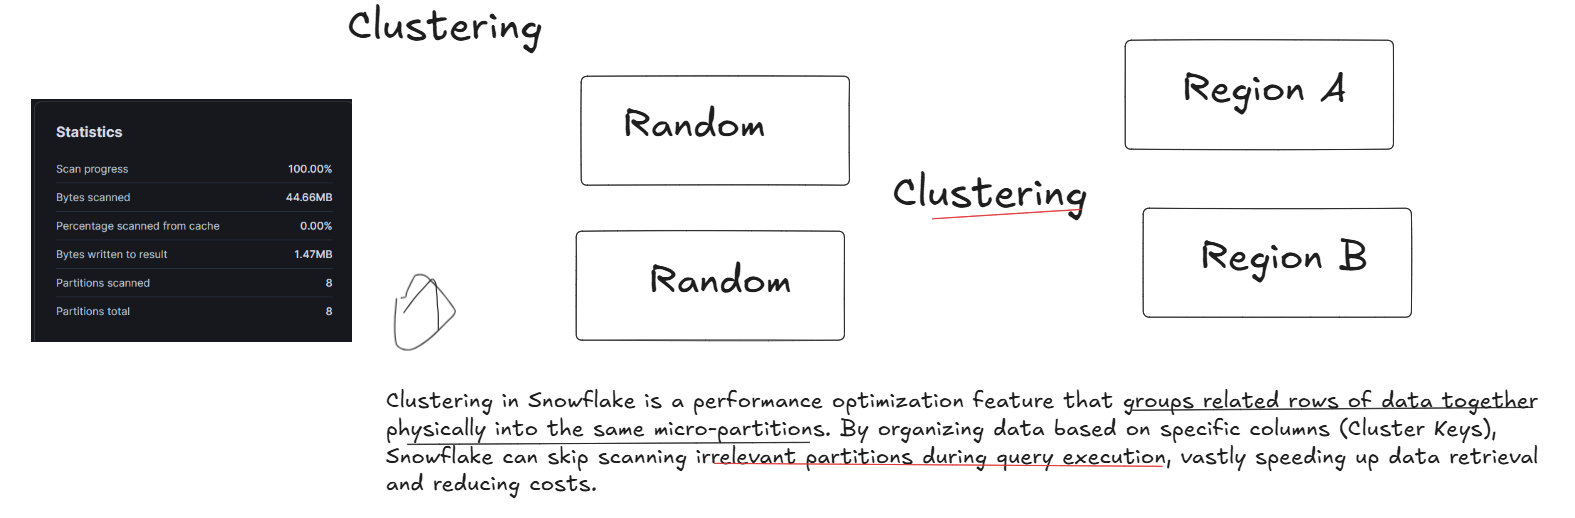 Clustering
Statistics
Scan progress 100.00%
Bytes scanned 44.66MB
Percentage scanned from cache 0.00%
Bytes written to result 1.47MB
Partitions scanned 8
Partitions total 8
Random
Random
Clustering
Region A
Region B
Clustering in Snowflake is a performance optimization feature that groups related rows of data together
physically into the same micro-partitions. By organizing data based on specific columns (Cluster Keys),
Snowflake can skip scanning irrelevant partitions during query execution, vastly speeding up data retrieval
and reducing costs.